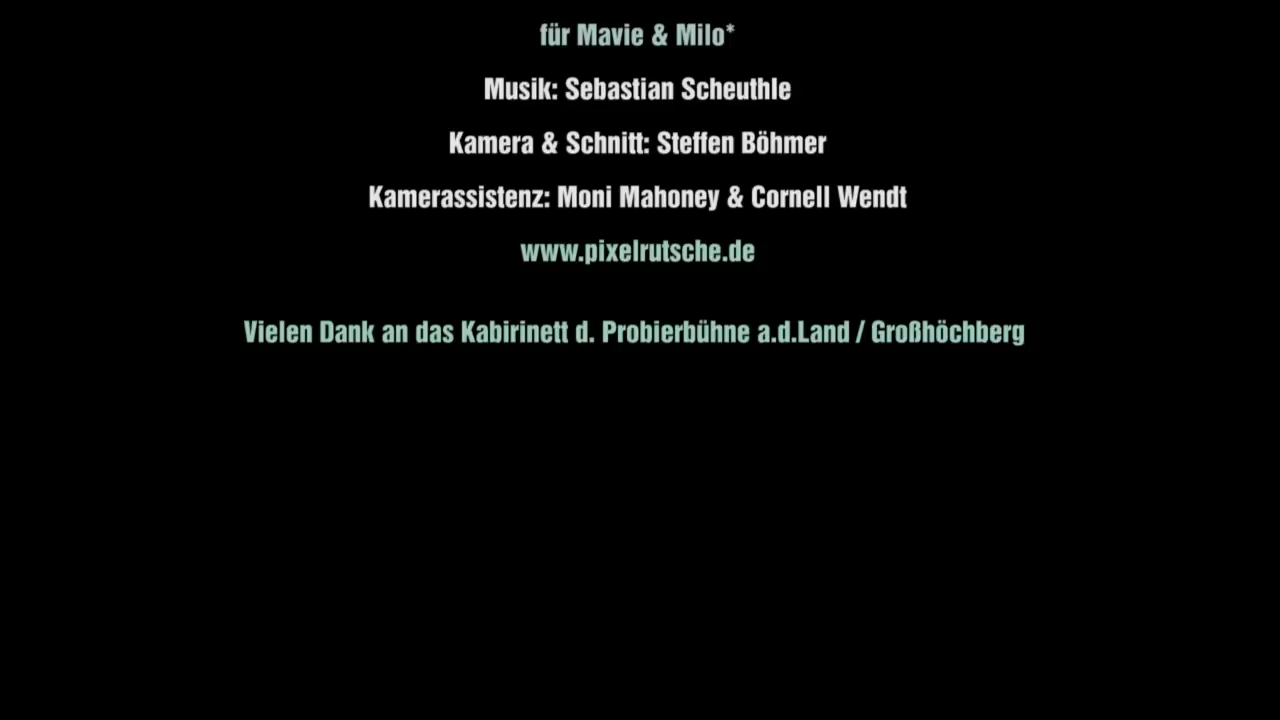 für Mavie & Milo*
Musik: Sebastian Scheuthle
Kamera & Schnitt: Steffen Böhmer
Kamerassistenz: Moni Mahoney & Cornell Wendt
www.pixelrutsche.de
Vielen Dank an das Kabirinett d. Probierbühne a.d.Land / Großhöchberg